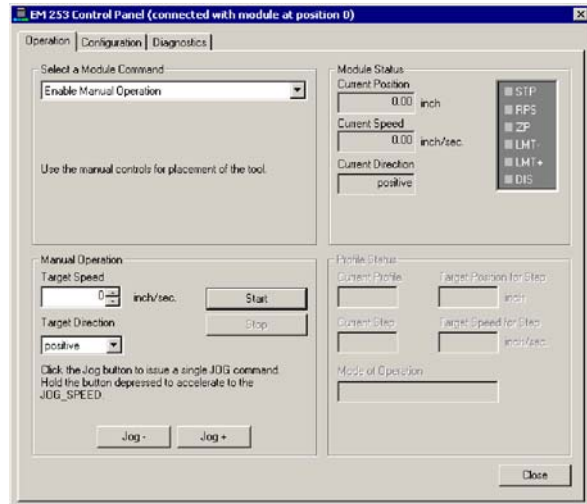 EM 253 Control Panel (connected with module at position 0)
Operation Configuration Diagnostics
Select a Module Command
Enable Manual Operation
Use the manual controls for placement of the tool.
Module Status
Current Position
0.00 inch
Current Speed
0.00 inch/sec.
Current Direction
positive
STP
RPS
ZP
LMT-
LMT+
DIS
Manual Operation
Target Speed
0 inch/sec.
Start
Stop
Target Direction
positive
Click the Jog button to issue a single JOG command.
Hold the button depressed to accelerate to the
JOG_SPEED.
Jog - Jog +
Profile Status
Current Profile Target Position for Step
inch
Current Step Target Speed for Step
inch/sec.
Mode of Operation
Close